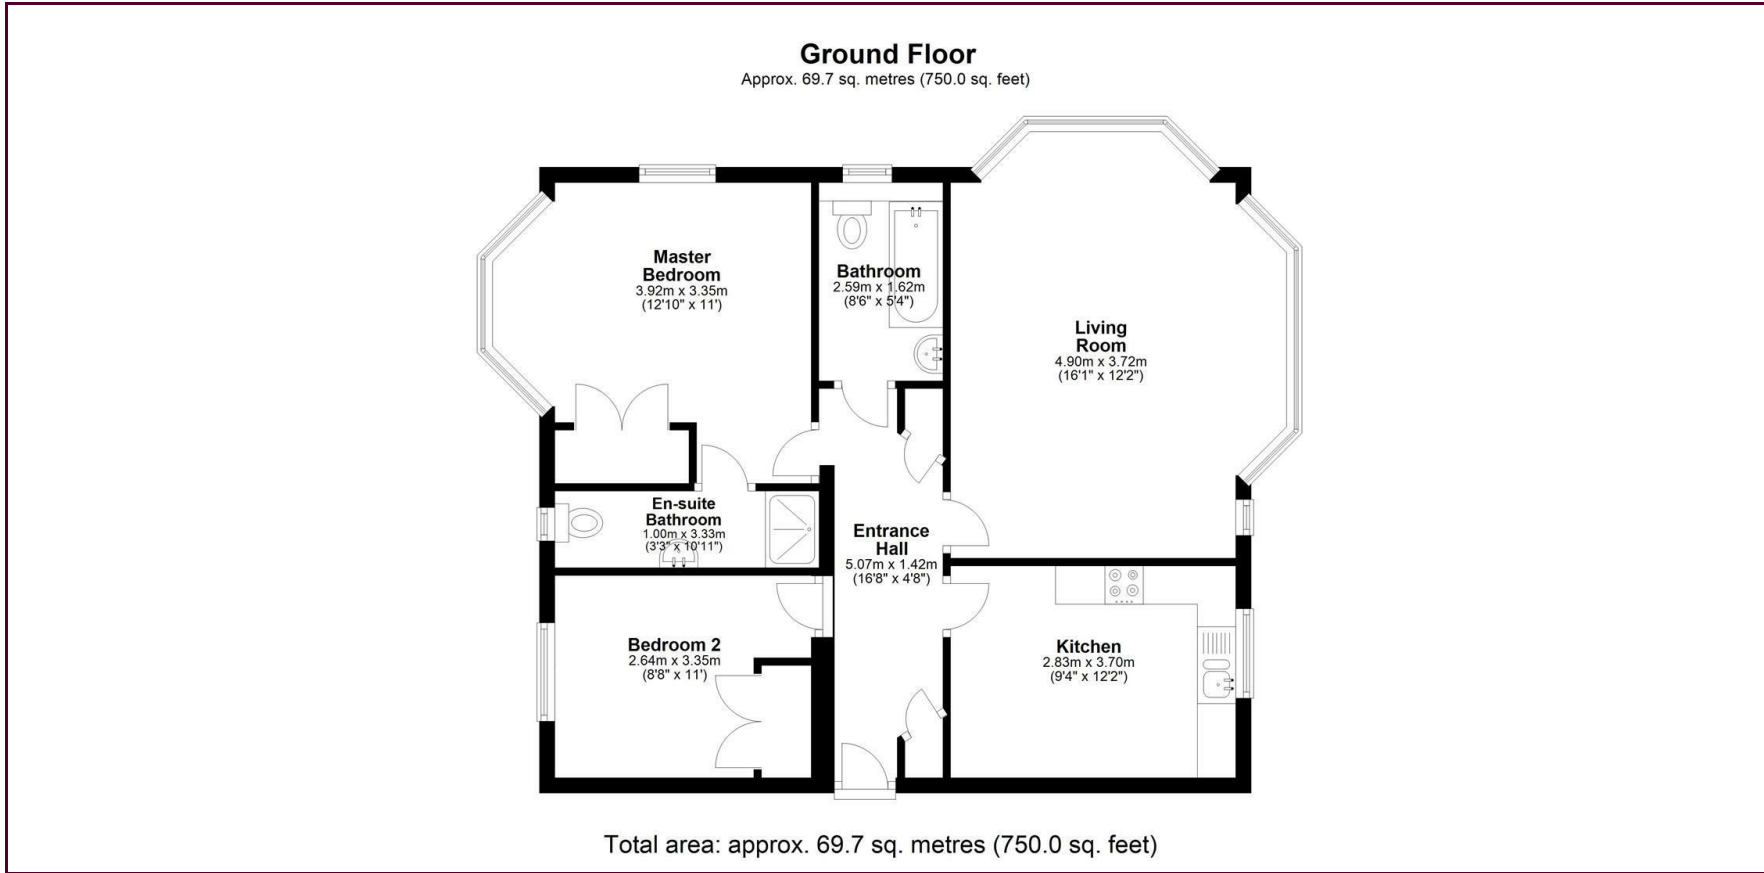 Ground Floor
Approx. 69.7 sq. metres (750.0 sq. feet)
Master
Bedroom
3.92m x 3.35m
(12'10" x 11')
Bathroom
2.59m x 1.62m
(8'6" x 5'4")
Living
Room
4.90m x 3.72m
(16'1" x 12'2")
En-suite
Bathroom
1.00m x 3.33m
(3'3" x 10'11")
Entrance
Hall
5.07m x 1.42m
(16'8" x 4'8")
Bedroom 2
2.64m x 3.35m
(8'8" x 11')
Kitchen
2.83m x 3.70m
(9'4" x 12'2")
Total area: approx. 69.7 sq. metres (750.0 sq. feet)